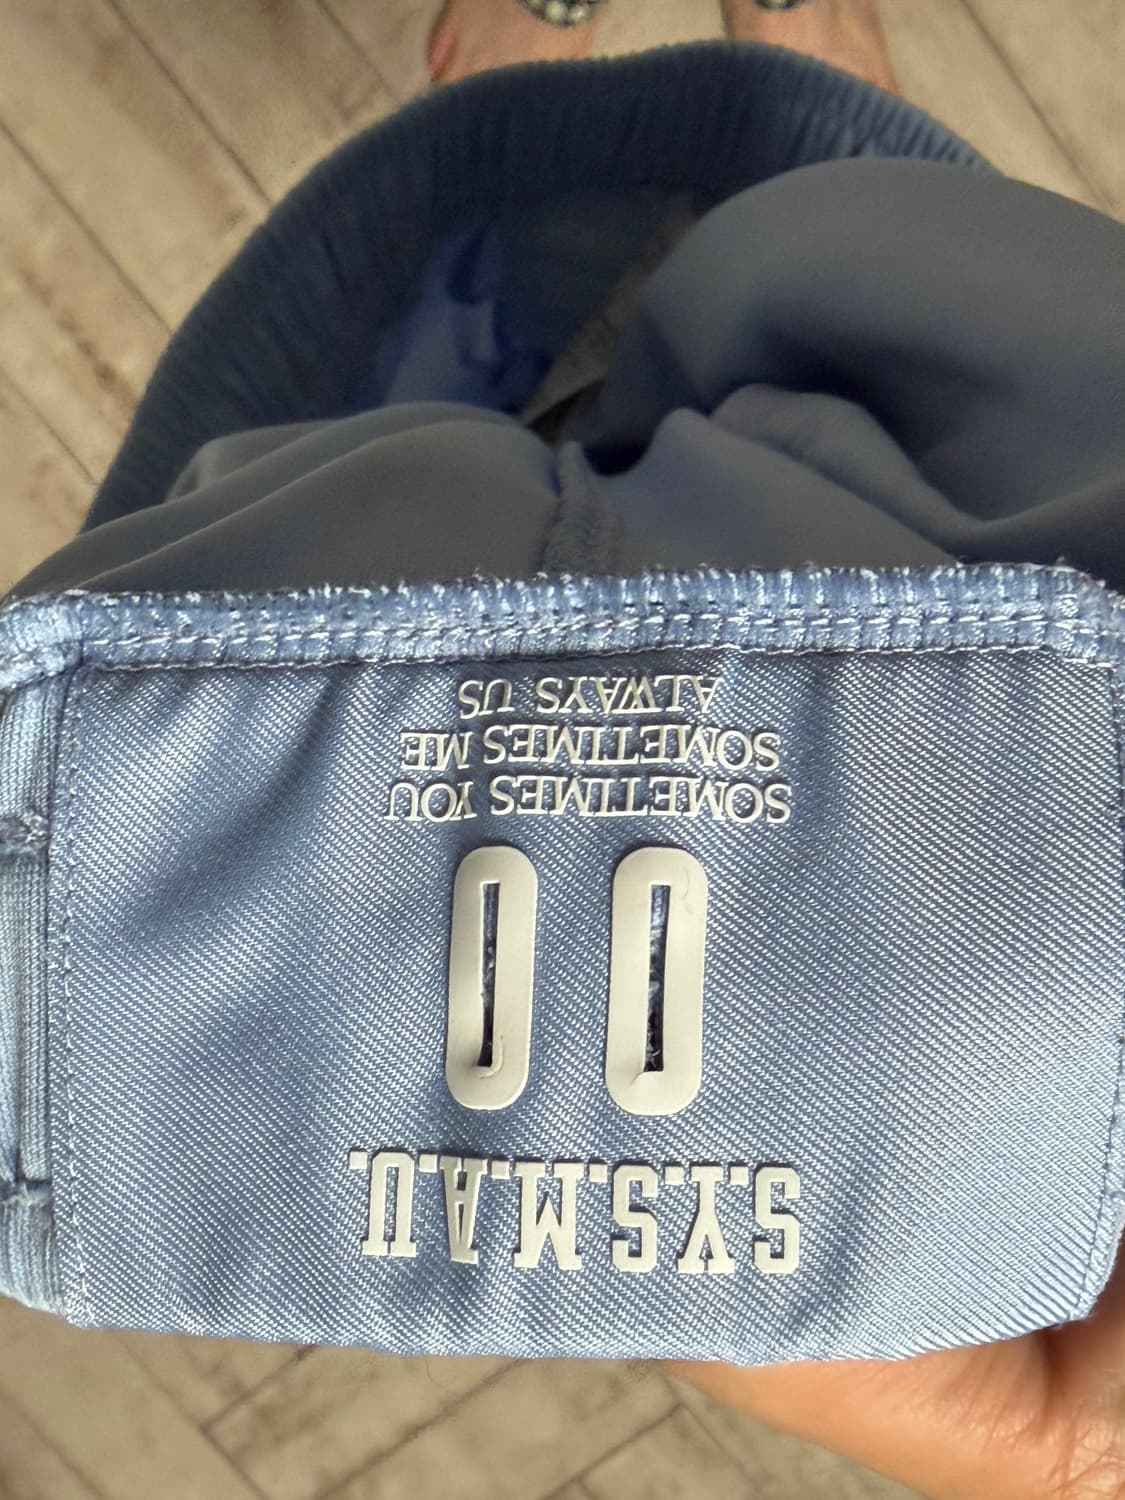 S.Y.S.M.A.U.
00
SOMETIMES YOU
SOMETIMES ME
ALWAYS US